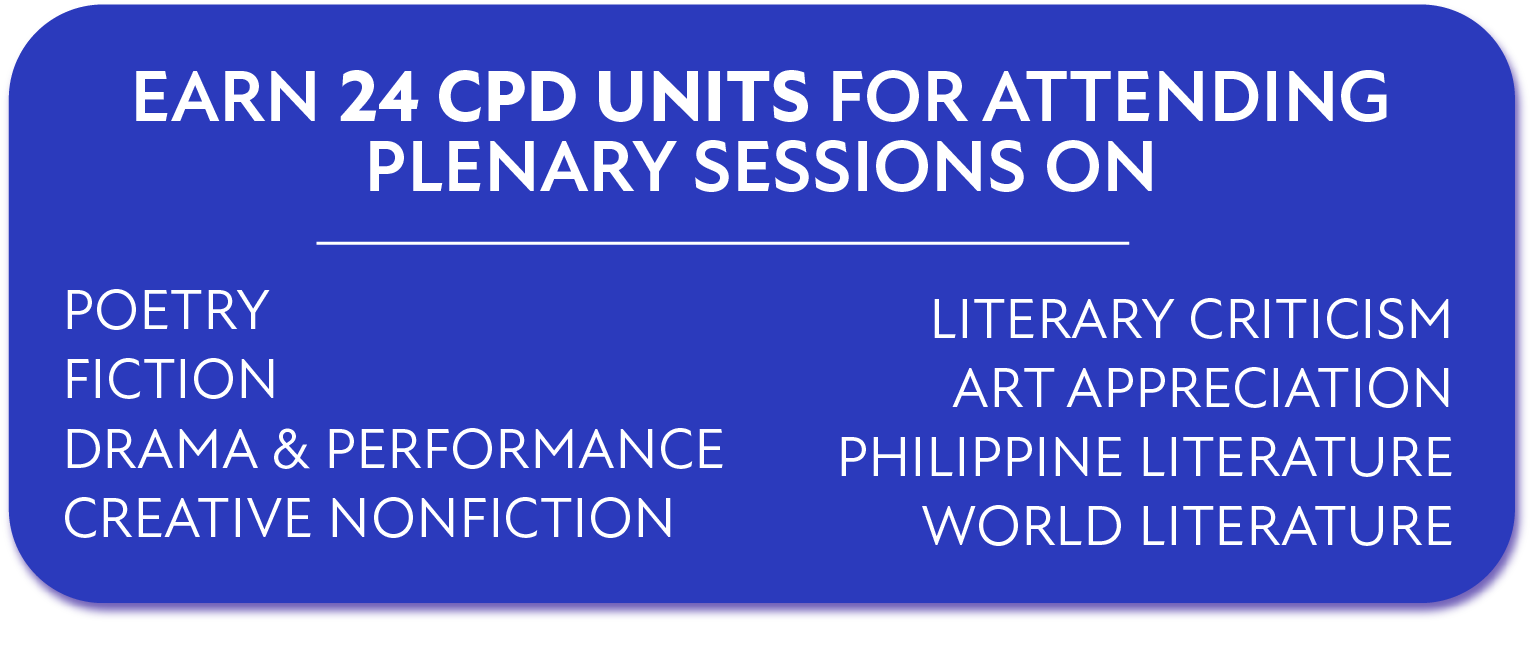 EARN 24 CPD UNITS FOR ATTENDING
PLENARY SESSIONS ON
POETRY
FICTION
DRAMA & PERFORMANCE
CREATIVE NONFICTION
LITERARY CRITICISM
ART APPRECIATION
PHILIPPINE LITERATURE
WORLD LITERATURE